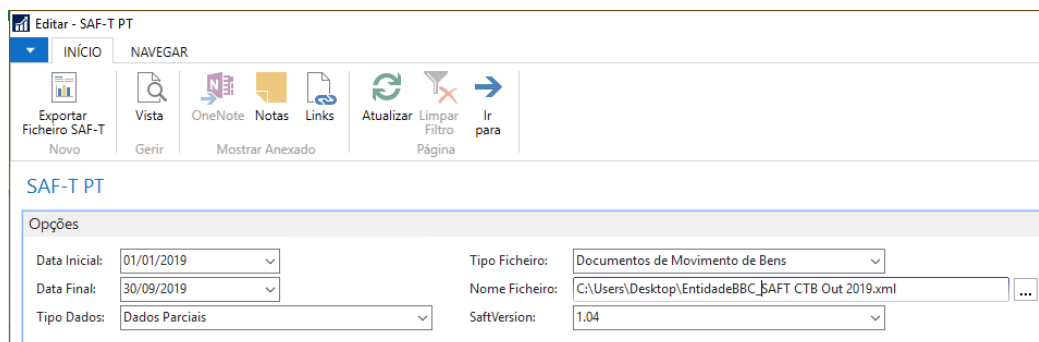 Editar - SAF-T PT
INÍCIO NAVEGAR
Exportar Ficheiro SAF-T Vista OneNote Notas Links Atualizar Limpar Filtro Ir para
Novo Gerir Mostrar Anexado Página
SAF-T PT
Opções
Data Inicial: 01/01/2019 Tipo Ficheiro: Documentos de Movimento de Bens
Data Final: 30/09/2019 Nome Ficheiro: C:\Users\Desktop\EntidadeBBC_SAFT CTB Out 2019.xml ...
Tipo Dados: Dados Parciais SaftVersion: 1.04